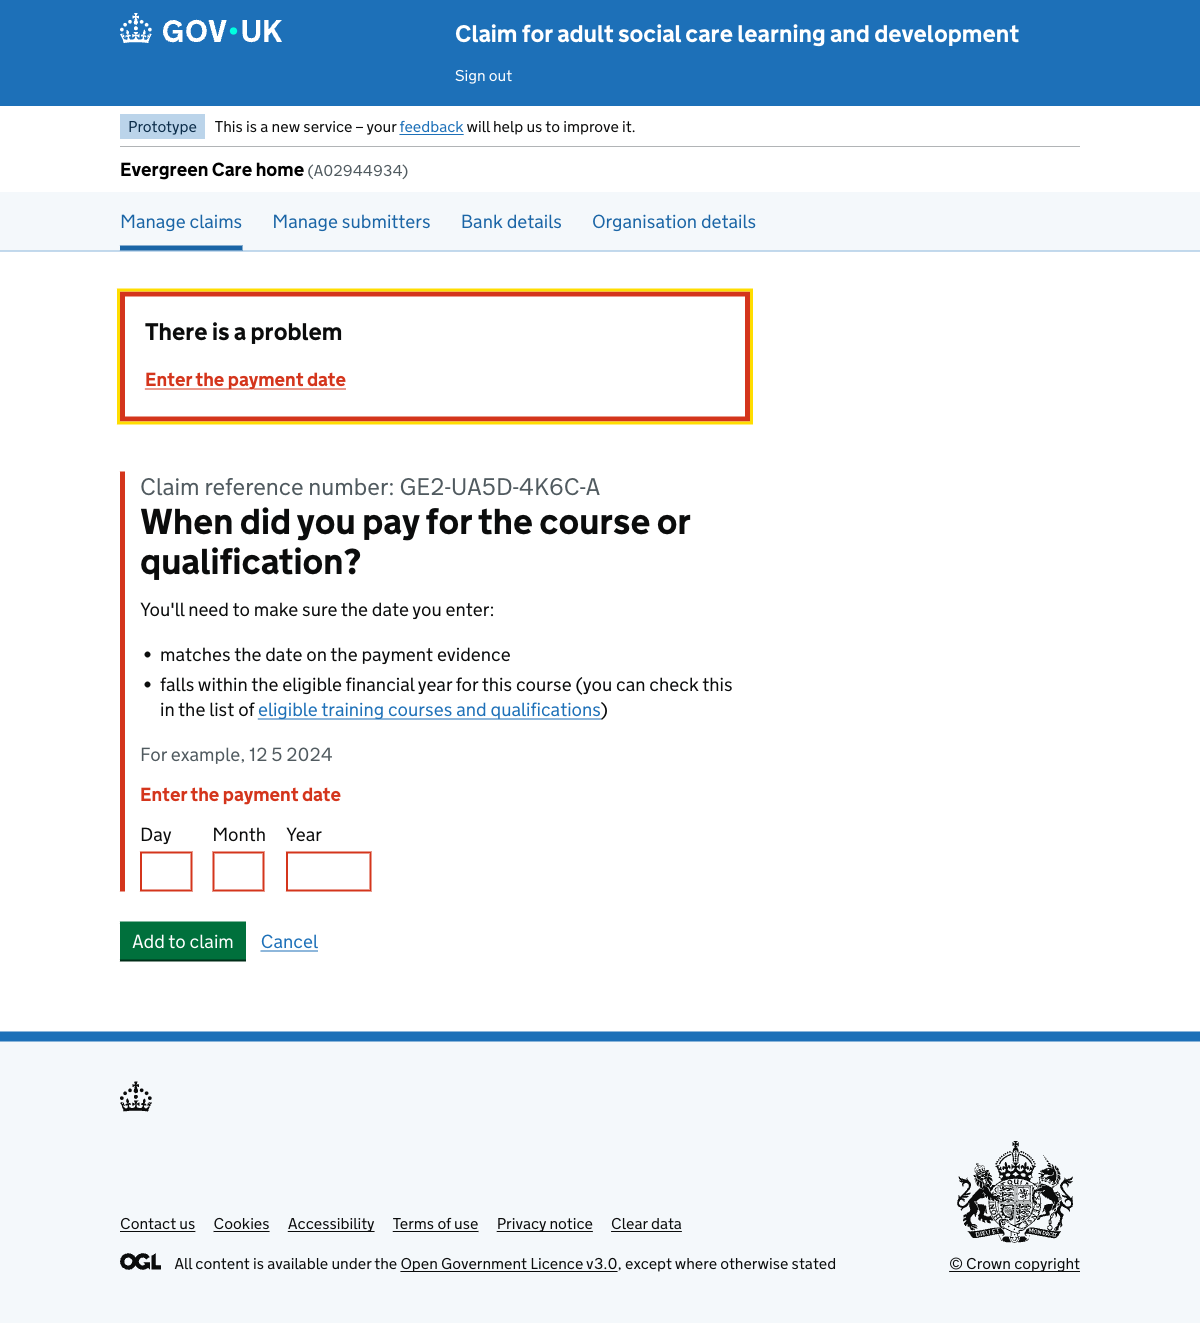 GOV·UK
Claim for adult social care learning and development
Sign out
Prototype This is a new service – your feedback will help us to improve it.
Evergreen Care home (A02944934)
Manage claims Manage submitters Bank details Organisation details
There is a problem
Enter the payment date
Claim reference number: GE2-UA5D-4K6C-A
When did you pay for the course or
qualification?
You'll need to make sure the date you enter:
• matches the date on the payment evidence
• falls within the eligible financial year for this course (you can check this
in the list of eligible training courses and qualifications)
For example, 12 5 2024
Enter the payment date
Day Month Year
Add to claim Cancel
Contact us Cookies Accessibility Terms of use Privacy notice Clear data
OGL All content is available under the Open Government Licence v3.0, except where otherwise stated
© Crown copyright